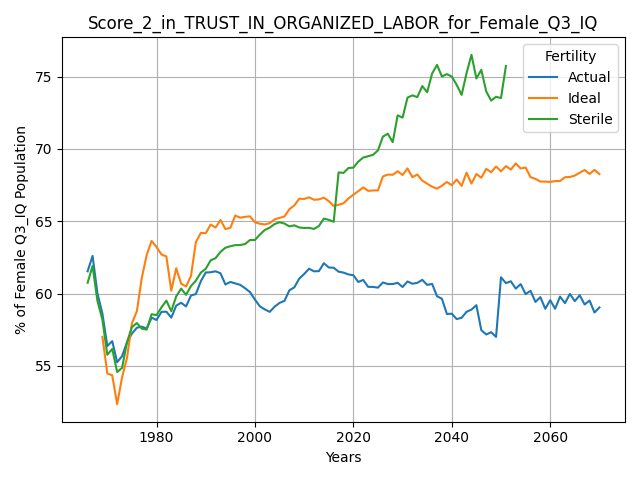 Score_2_in_TRUST_IN_ORGANIZED_LABOR_for_Female_Q3_IQ
% of Female Q3_IQ Population
75
70
65
60
55
Fertility
Actual
Ideal
Sterile
1980
2000
2020
2040
2060
Years